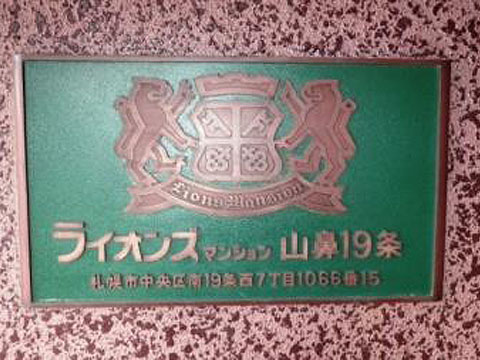 Lions Mansion
ライオンズマンション 山鼻19条
札幌市中央区南19条西7丁目1066番15